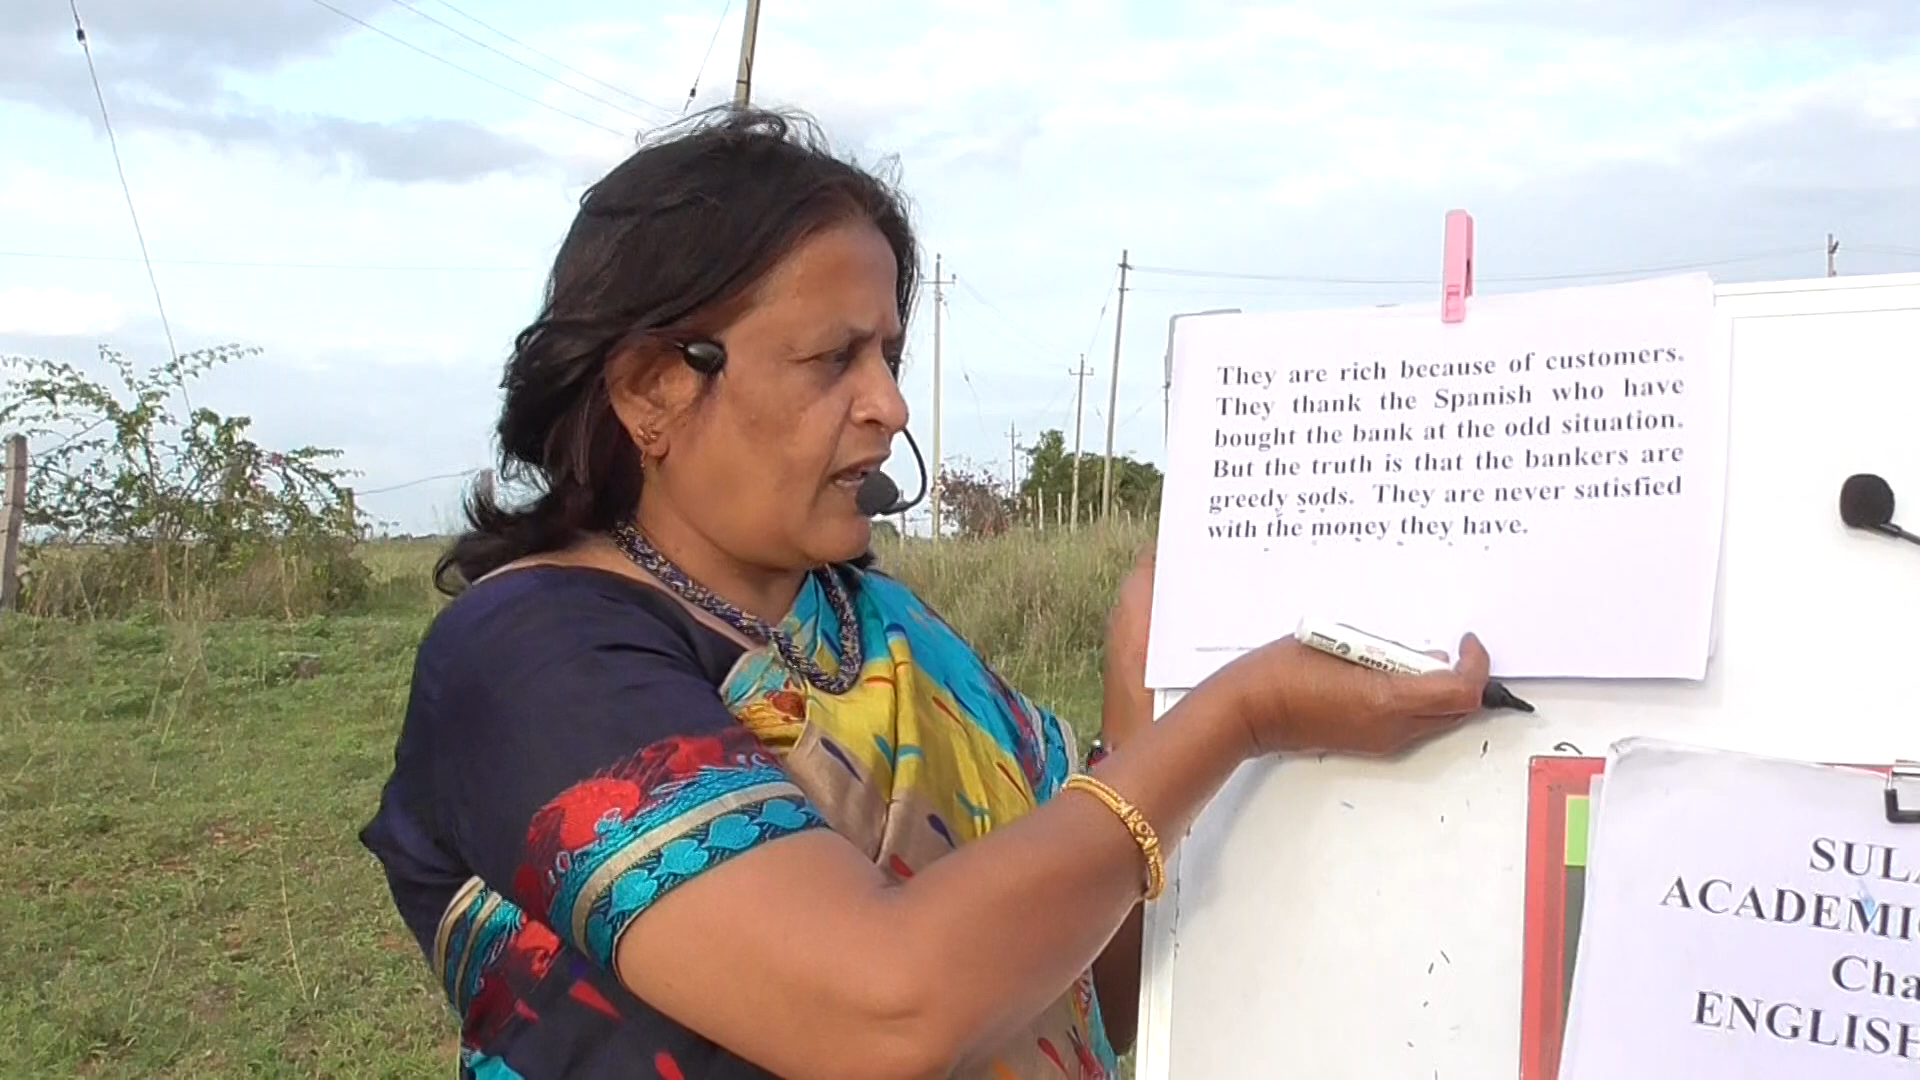 They are rich because of customers.
They thank the Spanish who have
bought the bank at the odd situation.
But the truth is that the bankers are
greedy sods. They are never satisfied
with the money they have.
SUL
ACADEMI
Cha
ENGLISH